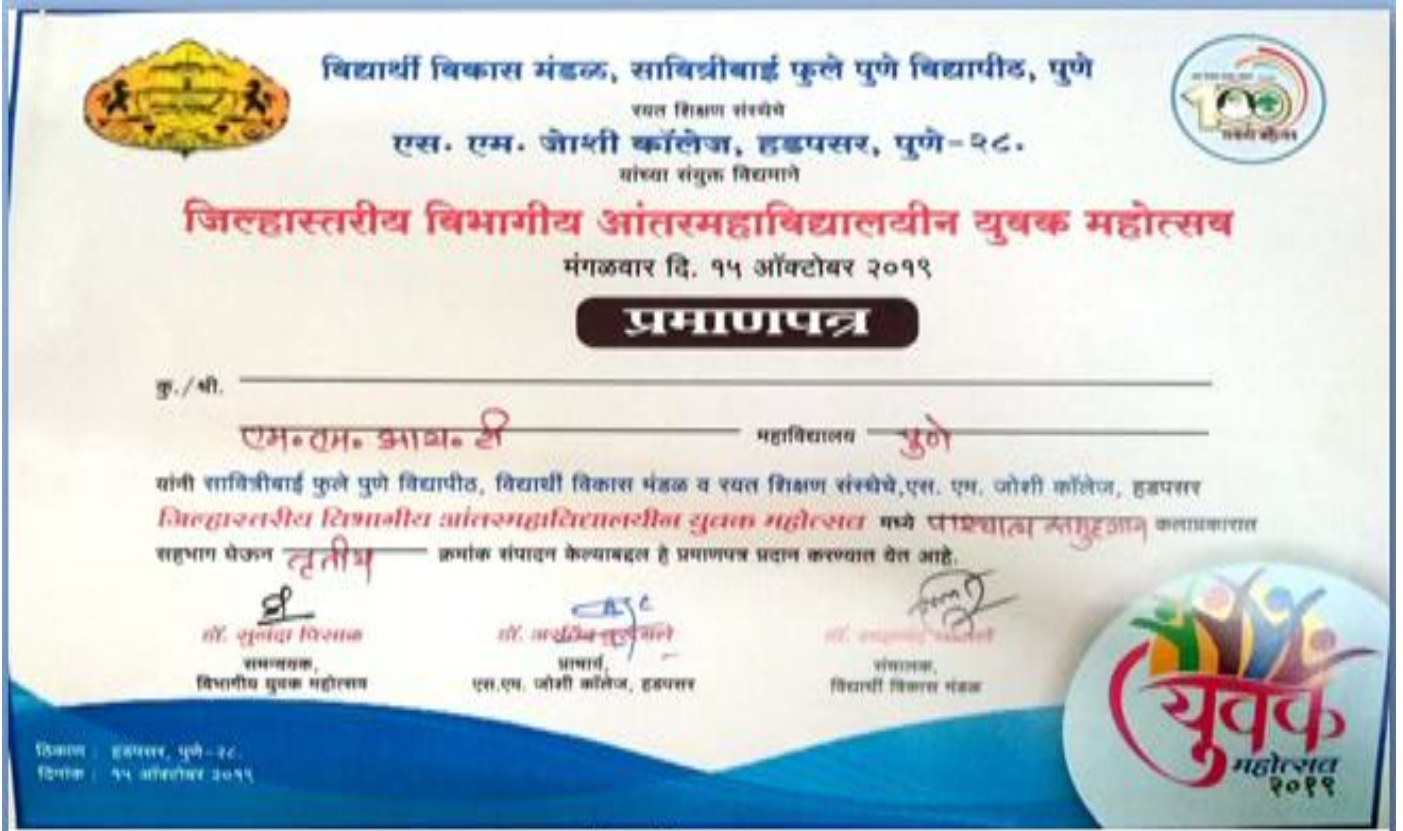 विद्यार्थी विकास मंडळ, सावित्रीबाई फुले पुणे विद्यापीठ, पुणे
रयत शिक्षण संस्थेचे
एस. एम. जोशी कॉलेज, हडपसर, पुणे-२८.
यांच्या संयुक्त विद्यमाने
जिल्हास्तरीय विभागीय आंतरमहाविद्यालयीन युवक महोत्सव
मंगळवार दि. १५ ऑक्टोबर २०१९
प्रमाणपत्र
कु./श्री.
एम. एम. आय. टी महाविद्यालय पुणे
यांनी सावित्रीबाई फुले पुणे विद्यापीठ, विद्यार्थी विकास मंडळ व रयत शिक्षण संस्थेचे,एस. एम. जोशी कॉलेज, हडपसर
जिल्हास्तरीय विभागीय आंतरमहाविद्यालयीन युवक महोत्सव मध्ये पाश्चात्य समुहगान कलाप्रकारात
सहभाग घेऊन तृतीय क्रमांक संपादन केल्याबद्दल हे प्रमाणपत्र प्रदान करण्यात येत आहे.
डॉ. सुनंदा पिसाळ डॉ. डॉ.
समन्वयक, प्राचार्य, संचालक,
विभागीय युवक महोत्सव एस.एम. जोशी कॉलेज, हडपसर विद्यार्थी विकास मंडळ
ठिकाण : हडपसर, पुणे-२८.
दिनांक : १५ ऑक्टोबर २०१९
100
युवक
महोत्सव
२०१९